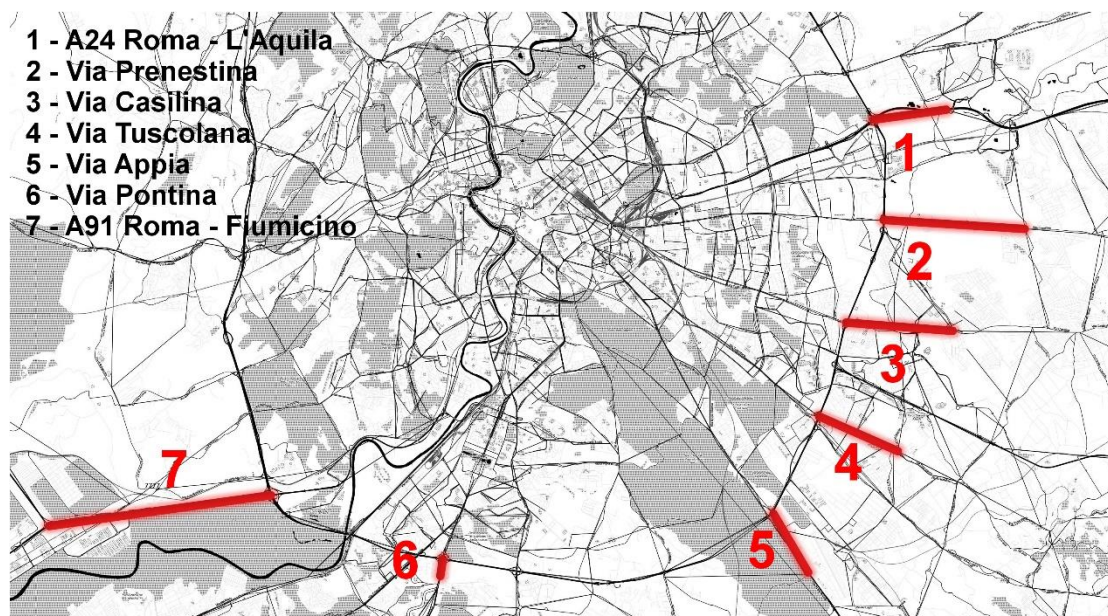 1 - A24 Roma - L'Aquila
2 - Via Prenestina
3 - Via Casilina
4 - Via Tuscolana
5 - Via Appia
6 - Via Pontina
7 - A91 Roma - Fiumicino
1
2
3
4
5
6
7